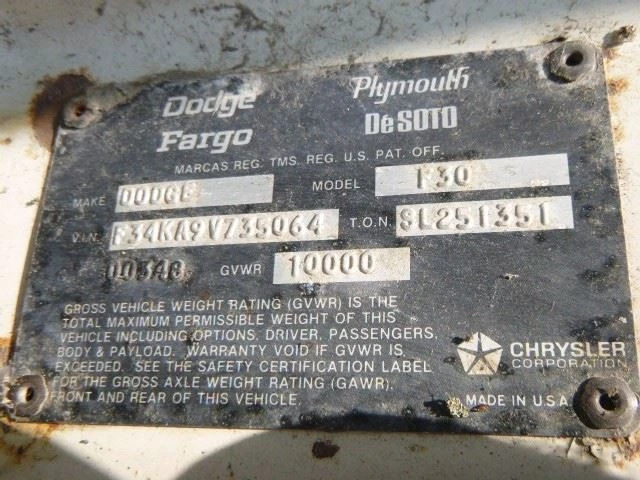 Dodge Plymouth
Fargo De SOTO
MARCAS REG. TMS. REG. U.S. PAT. OFF.
MAKE DODGE MODEL F30
V.I.N. F34KA9V735064 T.O.N. SL251351
00348 GVWR 10000
GROSS VEHICLE WEIGHT RATING (GVWR) IS THE
TOTAL MAXIMUM PERMISSIBLE WEIGHT OF THIS
VEHICLE INCLUDING OPTIONS, DRIVER, PASSENGERS,
BODY & PAYLOAD. WARRANTY VOID IF GVWR IS
EXCEEDED. SEE THE SAFETY CERTIFICATION LABEL
FOR THE GROSS AXLE WEIGHT RATING (GAWR),
FRONT AND REAR OF THIS VEHICLE.
CHRYSLER
CORPORATION
MADE IN U.S.A